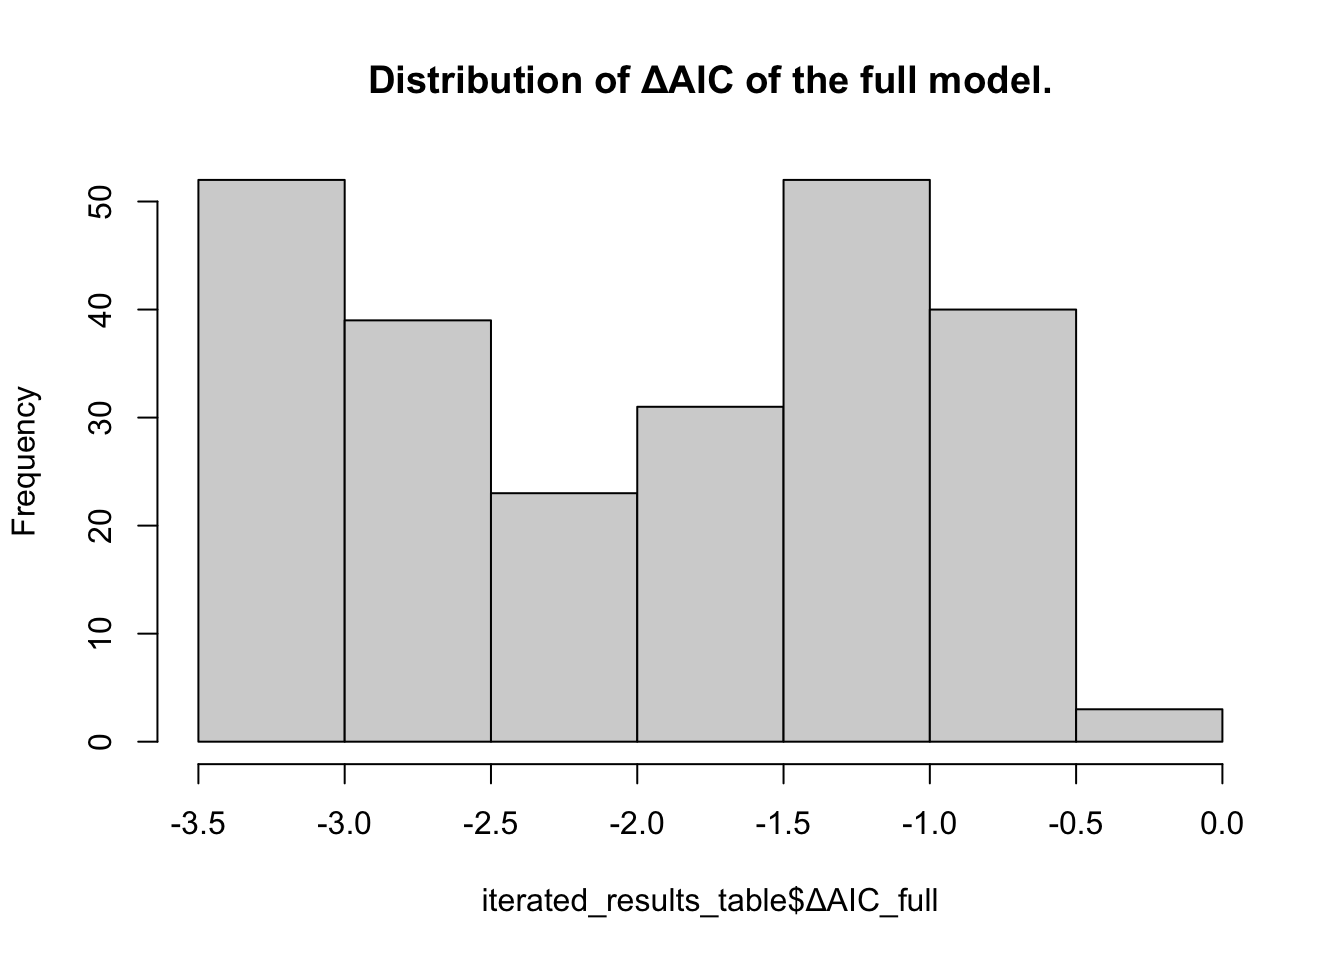 Distribution of ΔAIC of the full model.
Frequency
50
40
30
20
10
0
-3.5 -3.0 -2.5 -2.0 -1.5 -1.0 -0.5 0.0
iterated_results_table$ΔAIC_full